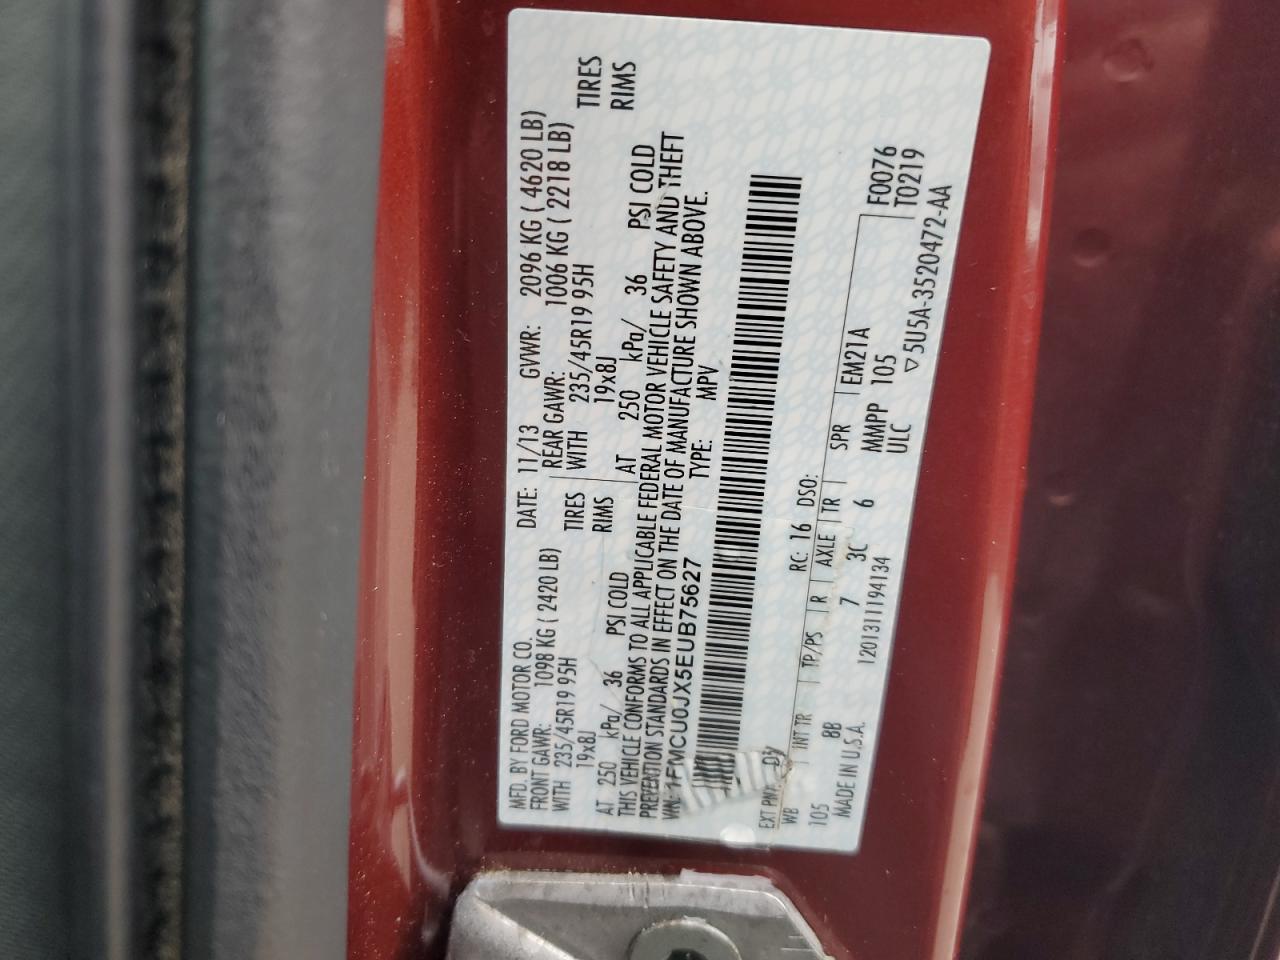 MFD. BY FORD MOTOR CO. DATE: 11/13 GVWR: 2096 KG ( 4620 LB)
FRONT GAWR: 1098 KG ( 2420 LB) REAR GAWR: 1006 KG ( 2218 LB)
WITH 235/45R19 95H TIRES WITH 235/45R19 95H TIRES
19x8J RIMS 19x8J RIMS
AT 250 kPa/ 36 PSI COLD AT 250 kPa/ 36 PSI COLD
THIS VEHICLE CONFORMS TO ALL APPLICABLE FEDERAL MOTOR VEHICLE SAFETY AND THEFT
PREVENTION STANDARDS IN EFFECT ON THE DATE OF MANUFACTURE SHOWN ABOVE.
VIN: 1FMCU0JX5EUB75627 TYPE: MPV
EXT PNT: RC: 16 DSO:
WB INT TR TP/PS R AXLE TR SPR EM21A F0076
105 8B 7 3C 6 MMPP 105 T0219
MADE IN U.S.A. 1201311194134 ULC ▽5U5A-3520472-AA